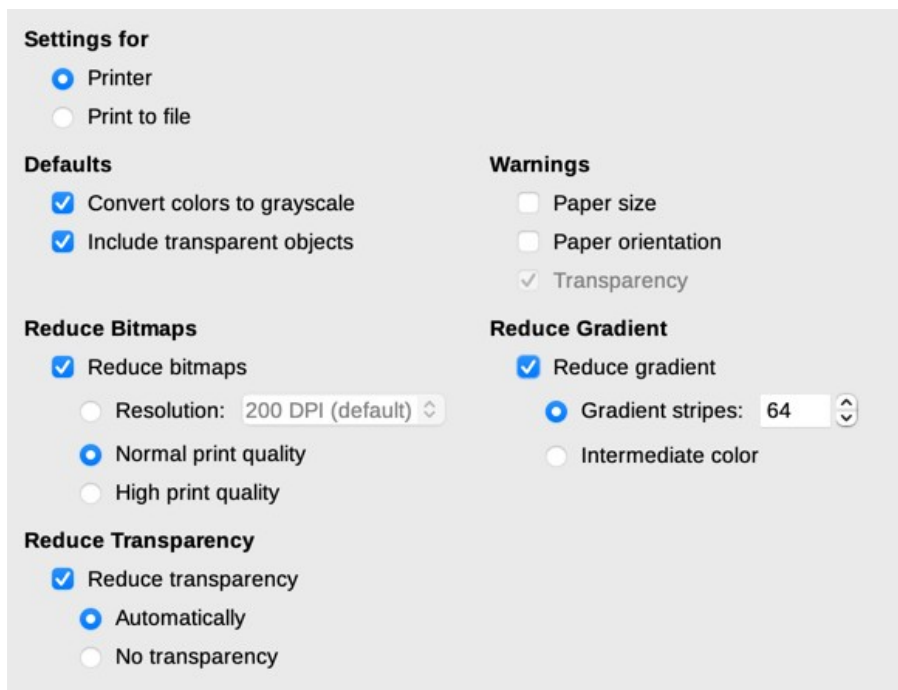 Settings for
Printer
Print to file
Defaults
Convert colors to grayscale
Include transparent objects
Warnings
Paper size
Paper orientation
Transparency
Reduce Bitmaps
Reduce bitmaps
Resolution: 200 DPI (default)
Normal print quality
High print quality
Reduce Gradient
Reduce gradient
Gradient stripes: 64
Intermediate color
Reduce Transparency
Reduce transparency
Automatically
No transparency